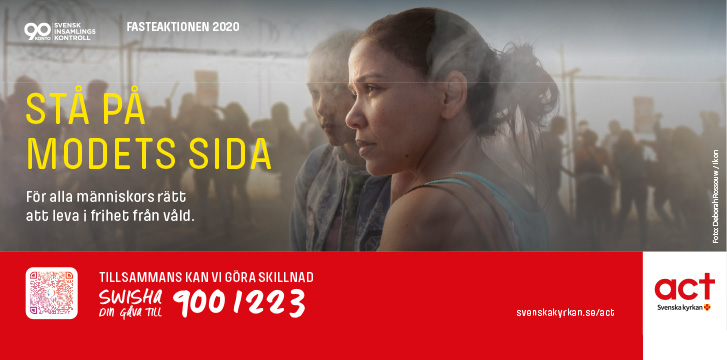 90
KONTO
SVENSK
INSAMLINGS
KONTROLL
FASTEAKTIONEN 2020
STÅ PÅ
MODETS SIDA
För alla människors rätt
att leva i frihet från våld.
Foto: Deborah Rossouw / Ikon
TILLSAMMANS KAN VI GÖRA SKILLNAD
SWISHA
DIN GÅVA TILL
900 1223
svenskakyrkan.se/act
act
Svenska kyrkan